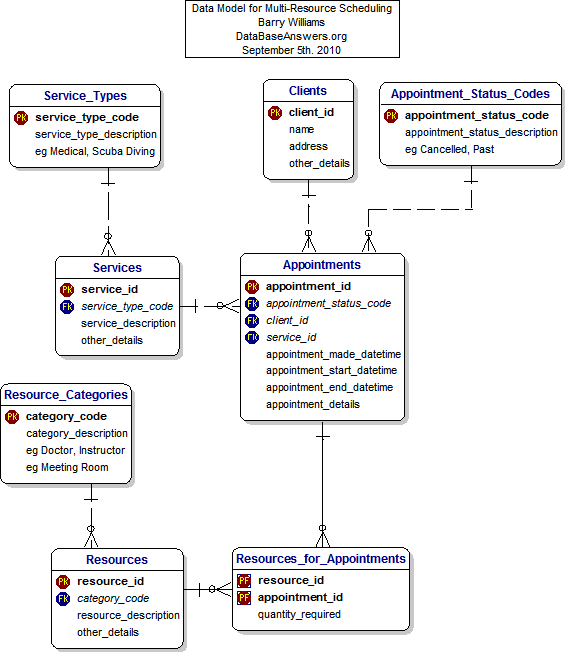 Data Model for Multi-Resource Scheduling
Barry Williams
DataBaseAnswers.org
September 5th. 2010
Service_Types
PK service_type_code
service_type_description
eg Medical, Scuba Diving
Clients
PK client_id
name
address
other_details
Appointment_Status_Codes
PK appointment_status_code
appointment_status_description
eg Cancelled, Past
Services
PK service_id
FK service_type_code
service_description
other_details
Appointments
PK appointment_id
FK appointment_status_code
FK client_id
FK service_id
appointment_made_datetime
appointment_start_datetime
appointment_end_datetime
appointment_details
Resource_Categories
PK category_code
category_description
eg Doctor, Instructor
eg Meeting Room
Resources
PK resource_id
FK category_code
resource_description
other_details
Resources_for_Appointments
PF resource_id
PF appointment_id
quantity_required